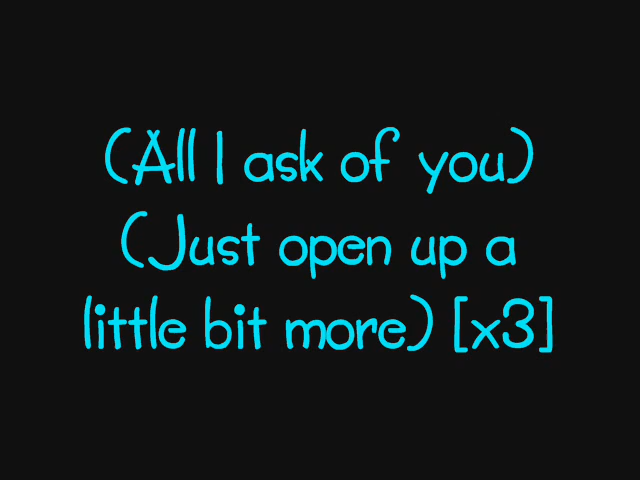 (All I ask of you)
(Just open up a
little bit more) [x3]